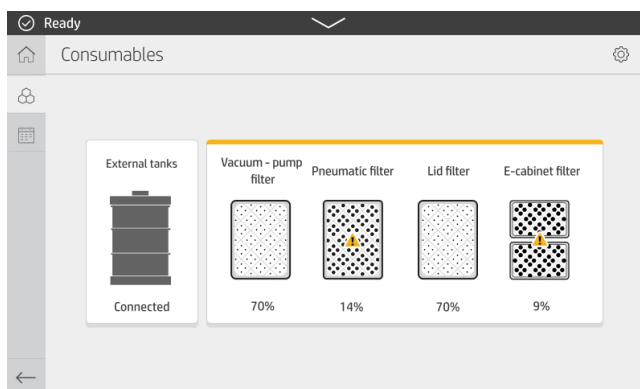 Ready
Consumables
External tanks
Connected
Vacuum - pump
filter
70%
Pneumatic filter
14%
Lid filter
70%
E-cabinet filter
9%